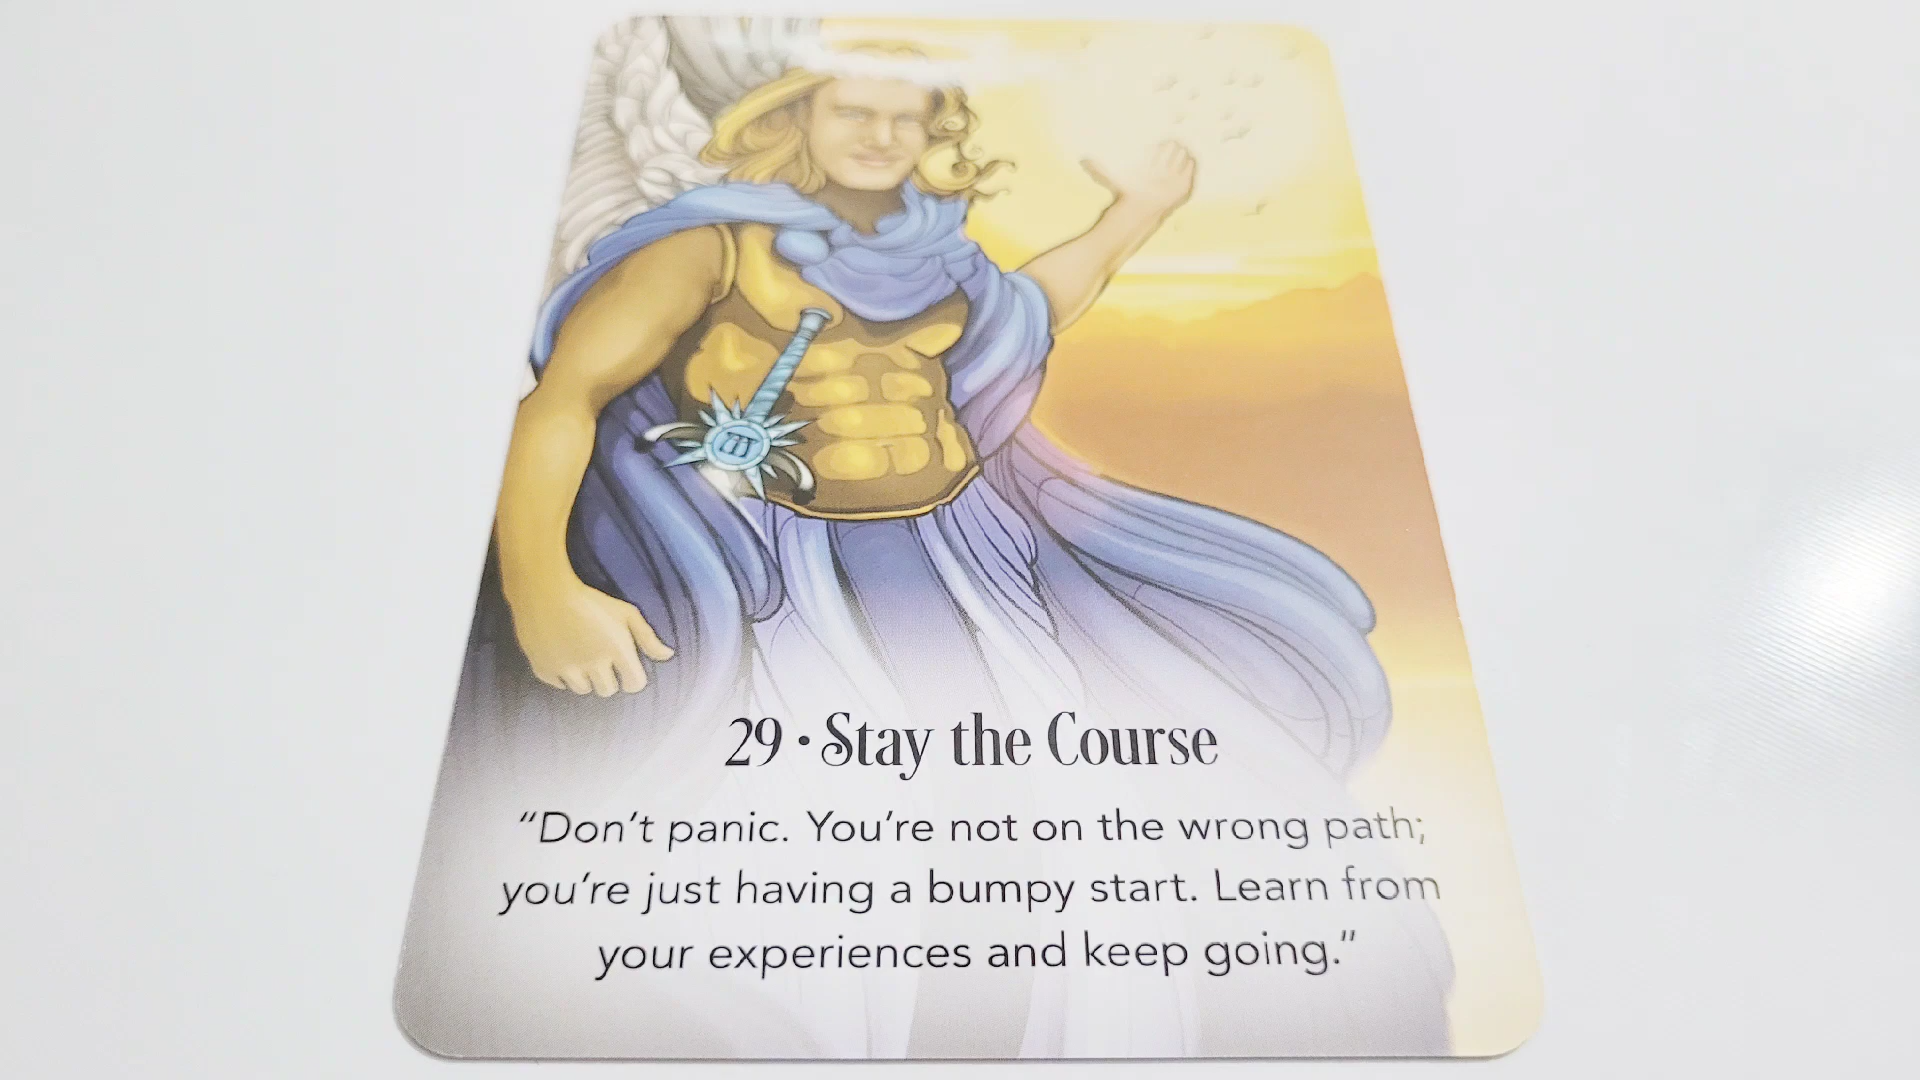 29 • Stay the Course
“Don’t panic. You’re not on the wrong path;
you’re just having a bumpy start. Learn from
your experiences and keep going.”